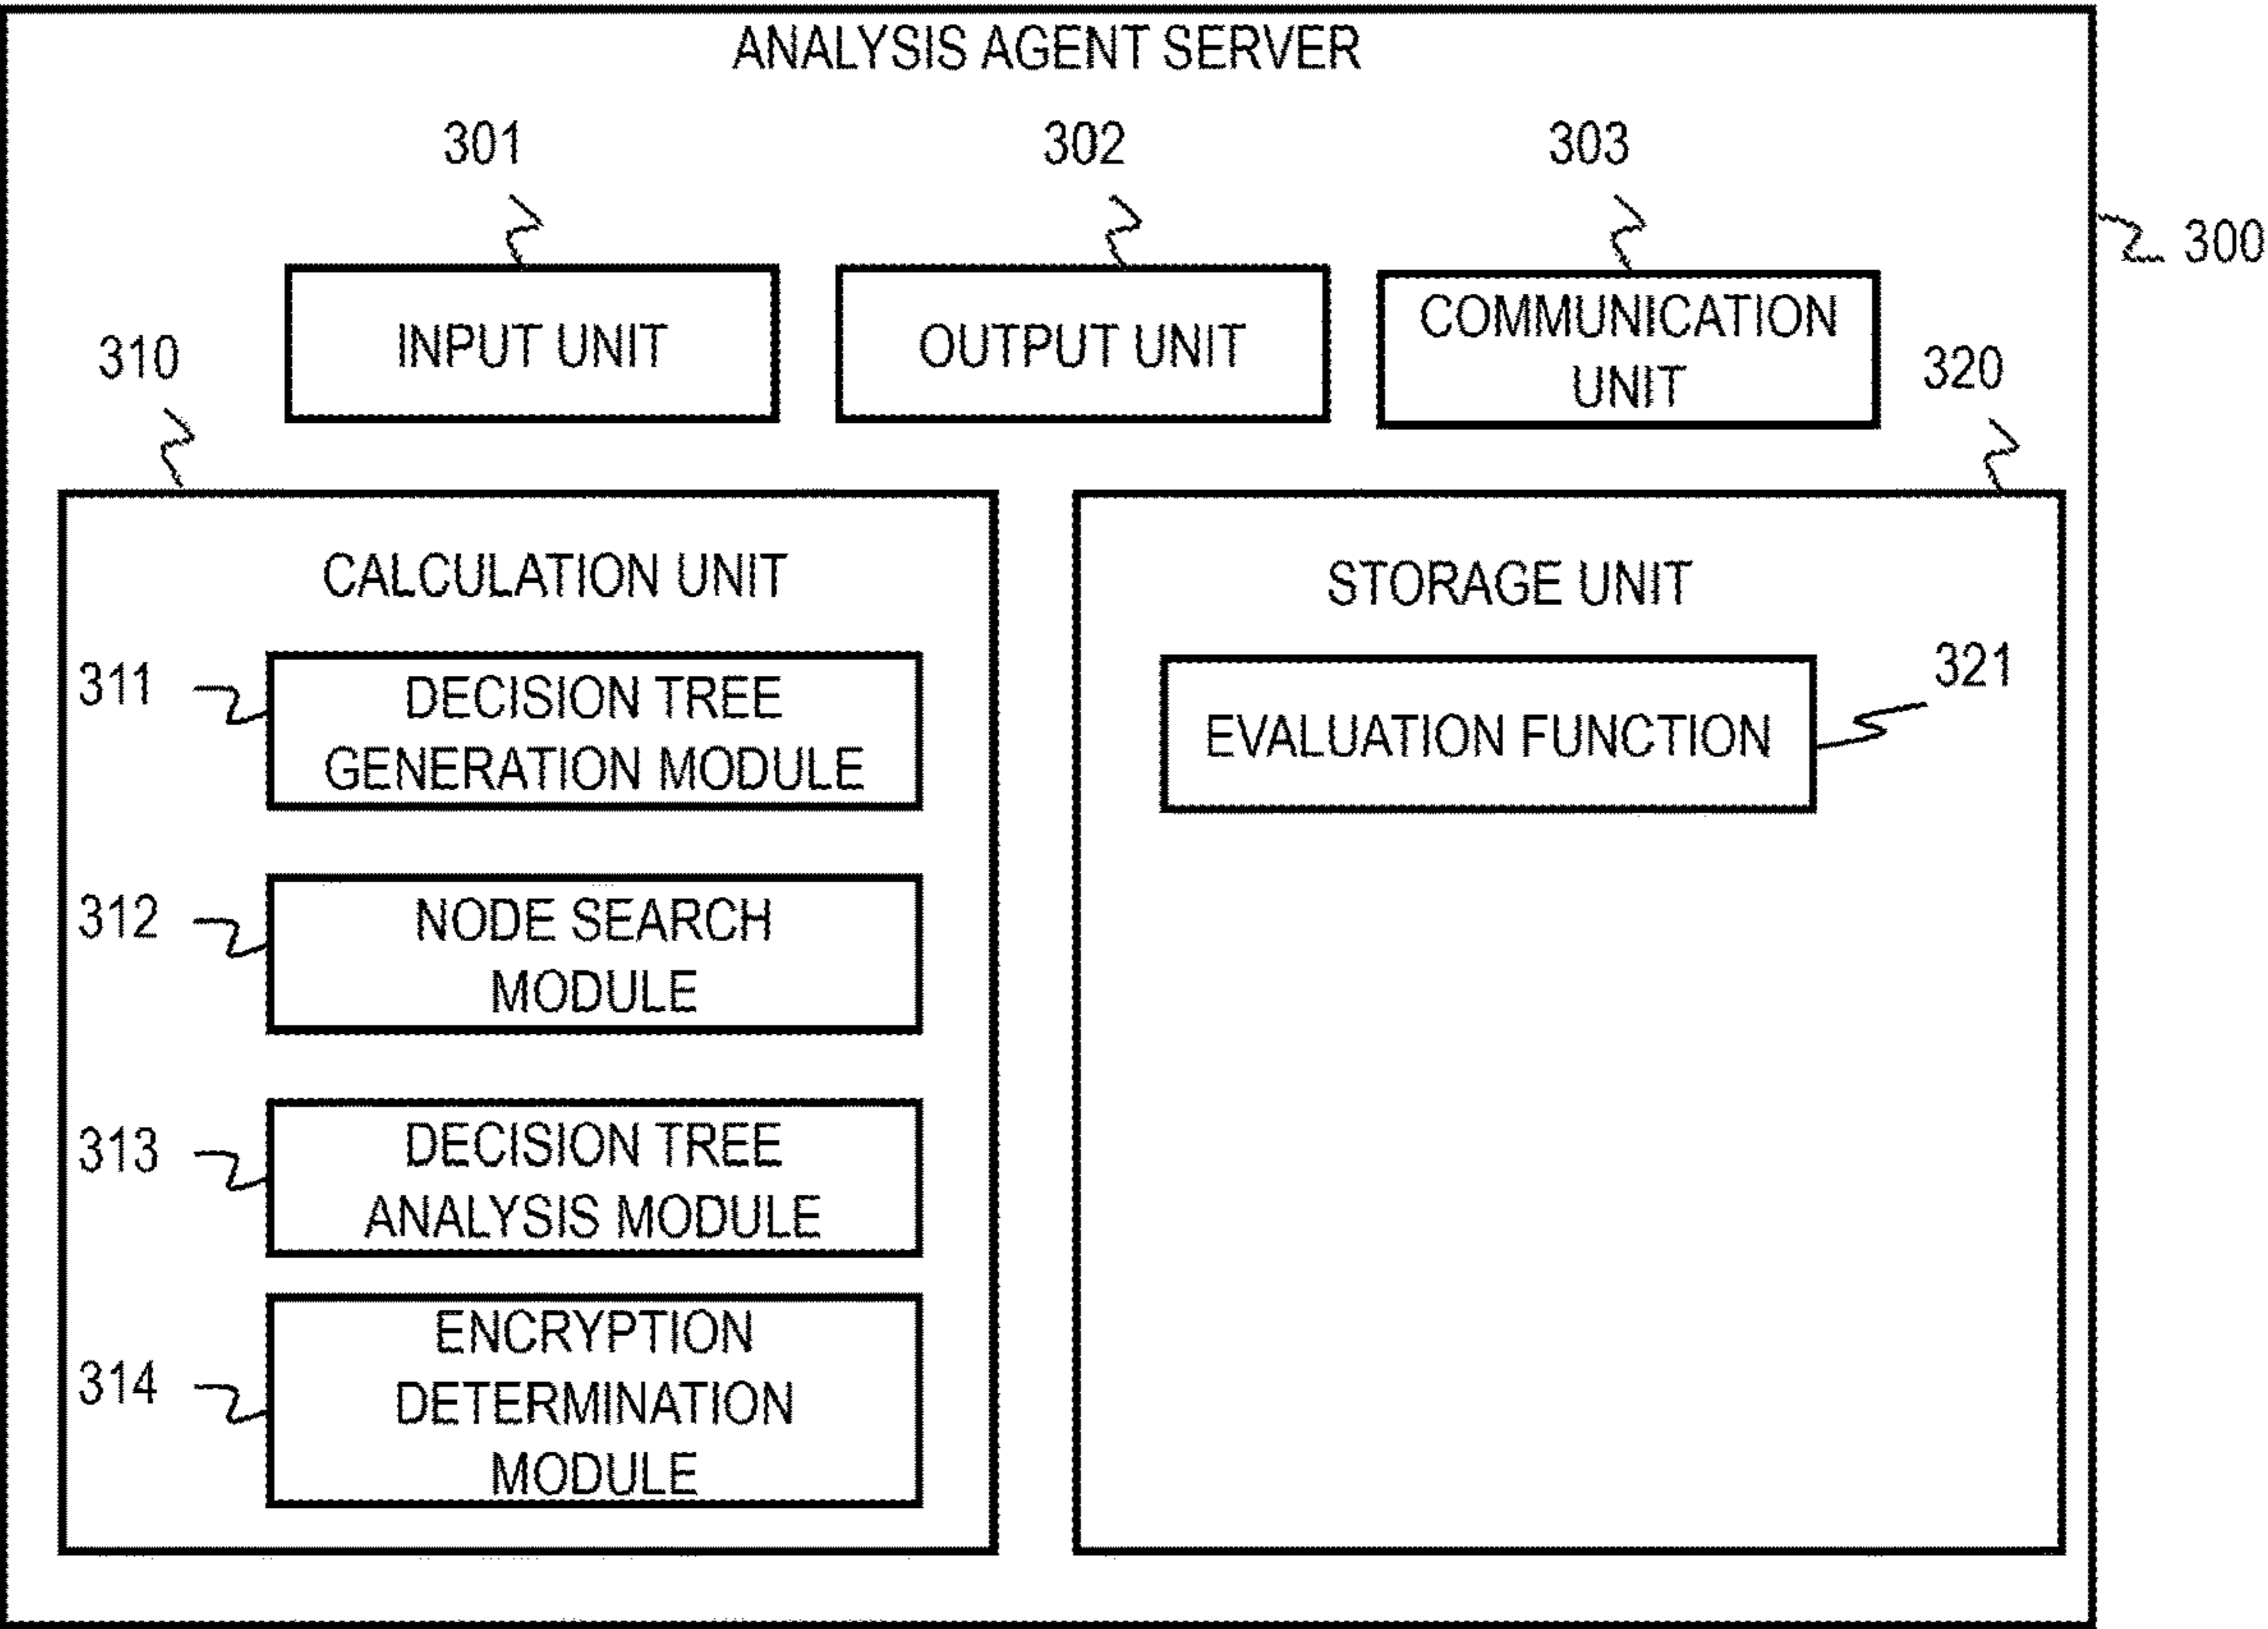 ANALYSIS AGENT SERVER
301
302
303
300
INPUT UNIT
OUTPUT UNIT
COMMUNICATION
UNIT
310
320
CALCULATION UNIT
311
DECISION TREE
GENERATION MODULE
312
NODE SEARCH
MODULE
313
DECISION TREE
ANALYSIS MODULE
314
ENCRYPTION
DETERMINATION
MODULE
STORAGE UNIT
321
EVALUATION FUNCTION